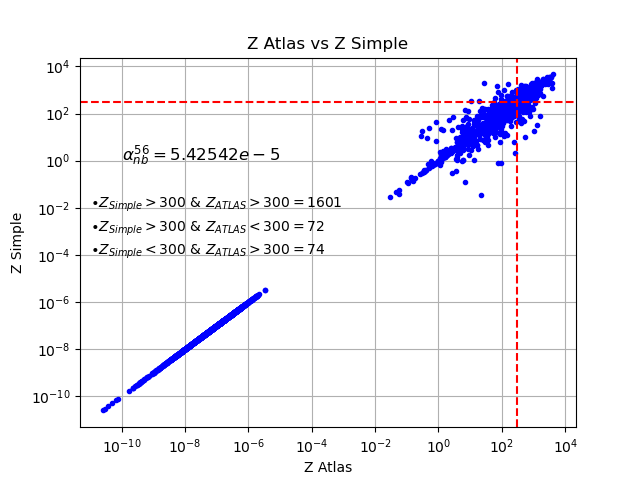 Z Atlas vs Z Simple
10^4
10^2
10^0
10^-2
10^-4
10^-6
10^-8
10^-10
Z Simple
α_nb^56 = 5.42542e − 5
•Z_Simple > 300 & Z_ATLAS > 300 = 1601
•Z_Simple > 300 & Z_ATLAS < 300 = 72
•Z_Simple < 300 & Z_ATLAS > 300 = 74
10^-10 10^-8 10^-6 10^-4 10^-2 10^0 10^2 10^4
Z Atlas